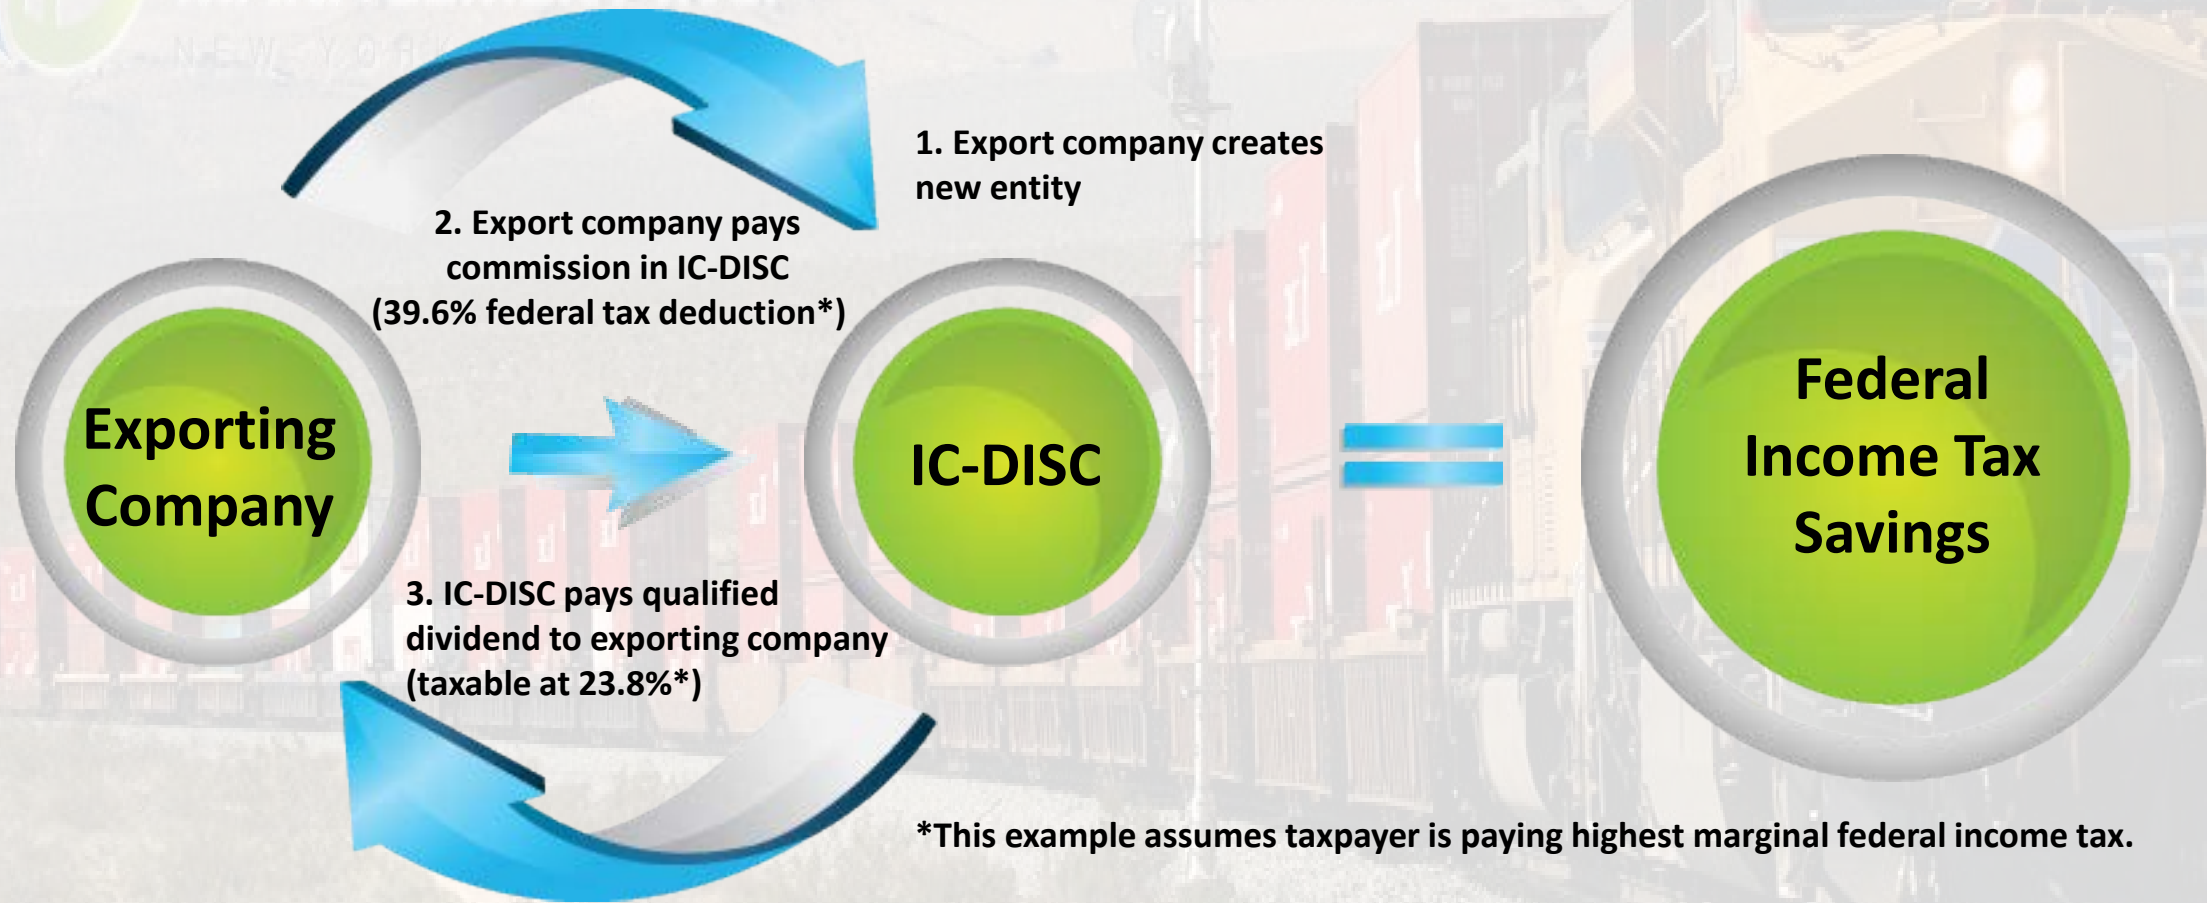 NEW YORK
1. Export company creates
new entity
2. Export company pays
commission in IC-DISC
(39.6% federal tax deduction*)
Exporting
Company
IC-DISC
Federal
Income Tax
Savings
3. IC-DISC pays qualified
dividend to exporting company
(taxable at 23.8%*)
*This example assumes taxpayer is paying highest marginal federal income tax.